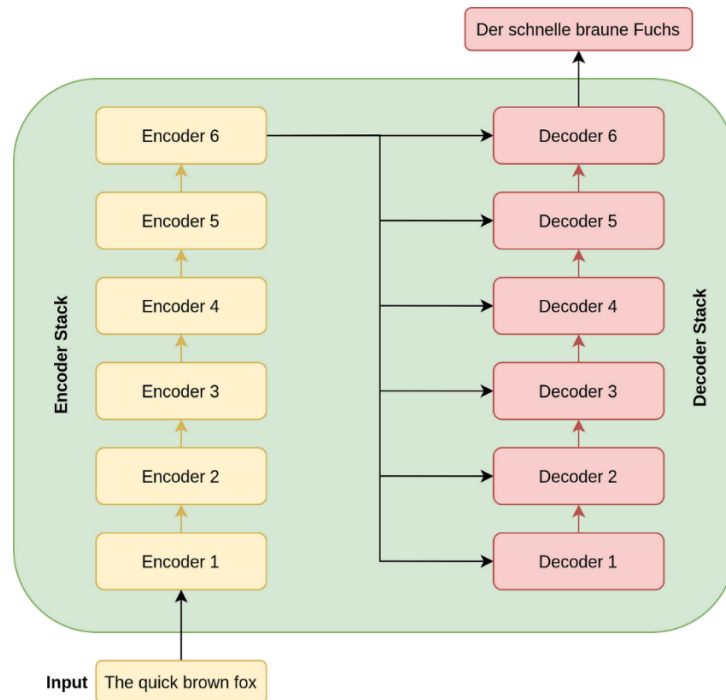 Der schnelle braune Fuchs
Encoder 6
Decoder 6
Encoder 5
Decoder 5
Encoder 4
Decoder 4
Encoder Stack
Decoder Stack
Encoder 3
Decoder 3
Encoder 2
Decoder 2
Encoder 1
Decoder 1
Input
The quick brown fox